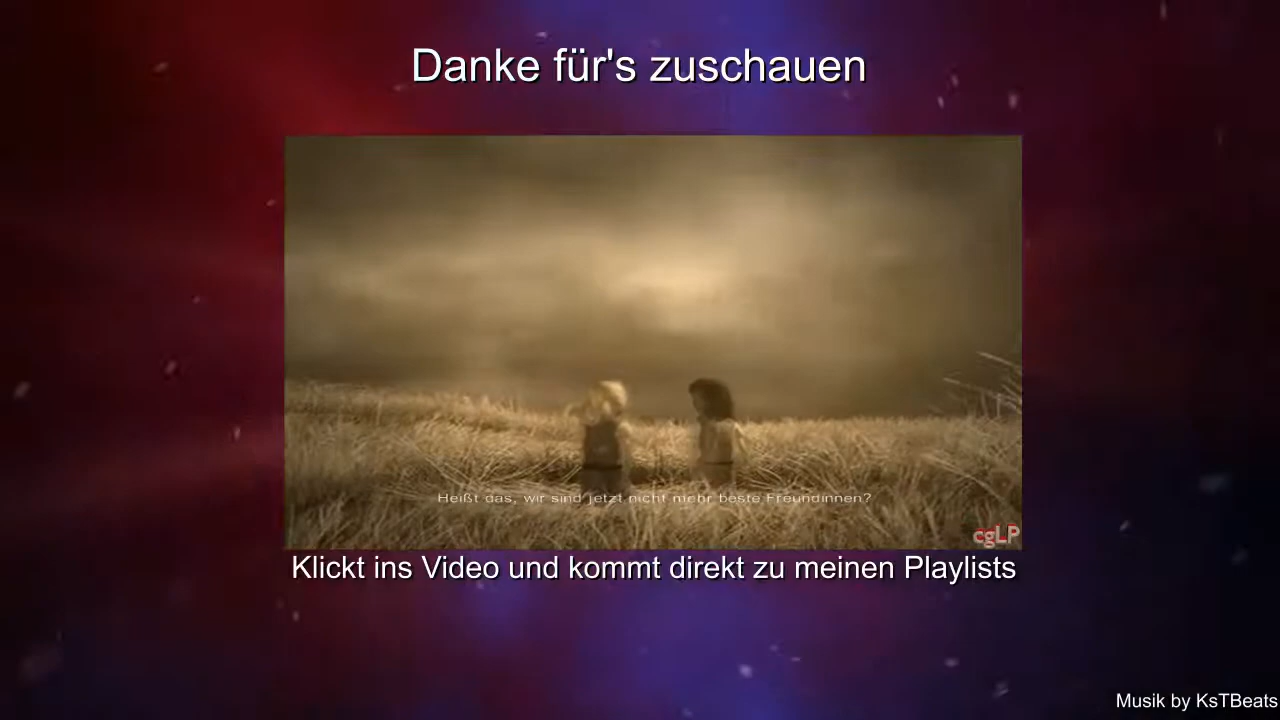 Danke für's zuschauen
Heißt das, wir sind jetzt nicht mehr beste Freundinnen?
cgLP
Klickt ins Video und kommt direkt zu meinen Playlists
Musik by KsTBeats